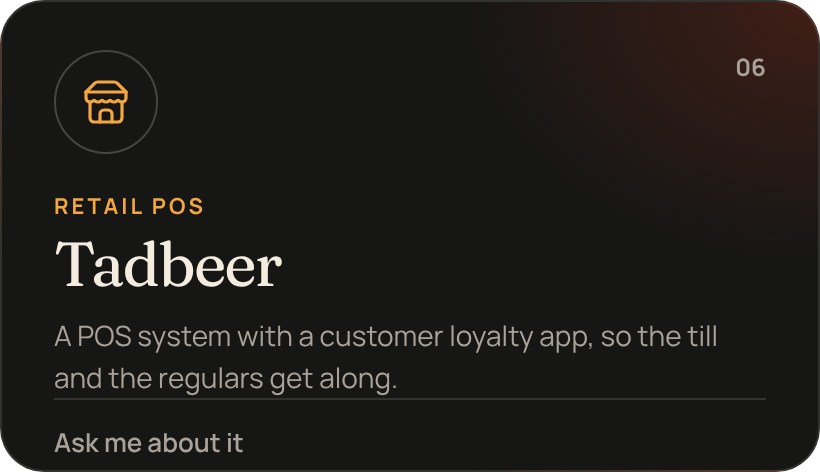 06
RETAIL POS
Tadbeer
A POS system with a customer loyalty app, so the till
and the regulars get along.
Ask me about it